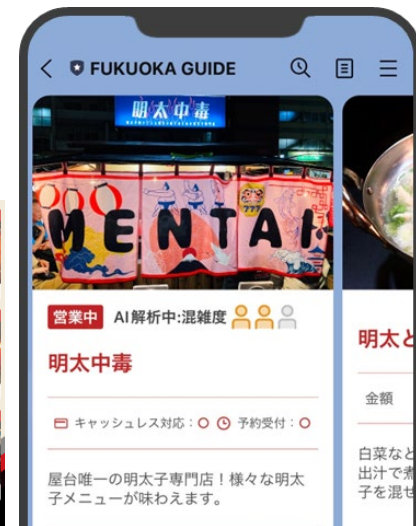 FUKUOKA GUIDE
明太中毒
MENTAI
営業中 AI解析中:混雑度
明太中毒
キャッシュレス対応：○ 予約受付：○
屋台唯一の明太子専門店！様々な明太
子メニューが味わえます。
明太と
金額
白菜など
出汁で煮
子を混ぜ